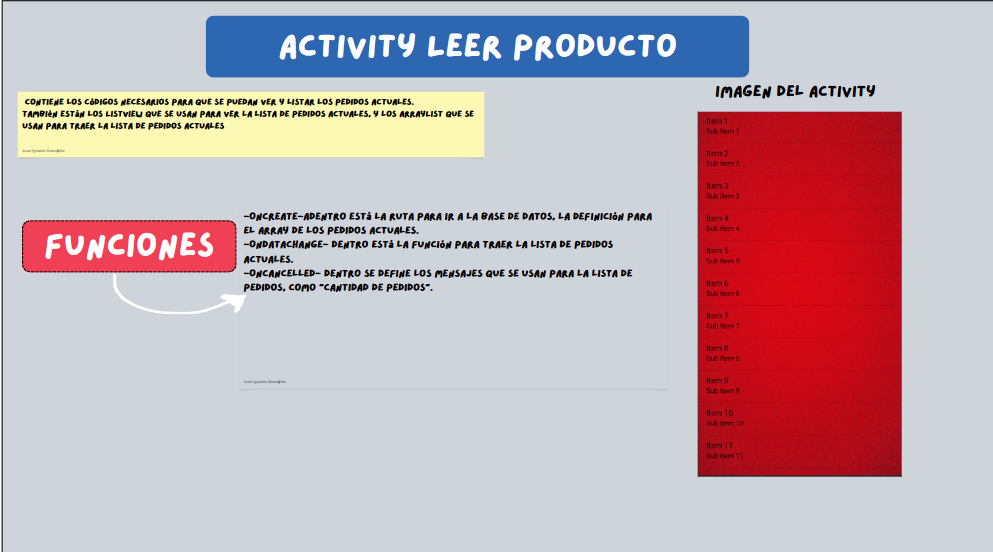 ACTIVITY LEER PRODUCTO
CONTIENE LOS CÓDIGOS NECESARIOS PARA QUE SE PUEDAN VER Y LISTAR LOS PEDIDOS ACTUALES.
TAMBIÉN ESTÁN LOS LISTVIEW QUE SE USAN PARA VER LA LISTA DE PEDIDOS ACTUALES, Y LOS ARRAYLIST QUE SE
USAN PARA TRAER LA LISTA DE PEDIDOS ACTUALES
Juan Ignacio González
FUNCIONES
-ONCREATE-ADENTRO ESTÁ LA RUTA PARA IR A LA BASE DE DATOS, LA DEFINICIÓN PARA
EL ARRAY DE LOS PEDIDOS ACTUALES.
-ONDATACHANGE- DENTRO ESTÁ LA FUNCIÓN PARA TRAER LA LISTA DE PEDIDOS
ACTUALES.
-ONCANCELLED- DENTRO SE DEFINE LOS MENSAJES QUE SE USAN PARA LA LISTA DE
PEDIDOS, COMO "CANTIDAD DE PEDIDOS".
Juan Ignacio González
IMAGEN DEL ACTIVITY
Item 1
Sub Item 1
Item 2
Sub Item 2
Item 3
Sub Item 3
Item 4
Sub Item 4
Item 5
Sub Item 5
Item 6
Sub Item 6
Item 7
Sub Item 7
Item 8
Sub Item 8
Item 9
Sub Item 9
Item 10
Sub Item 10
Item 11
Sub Item 11